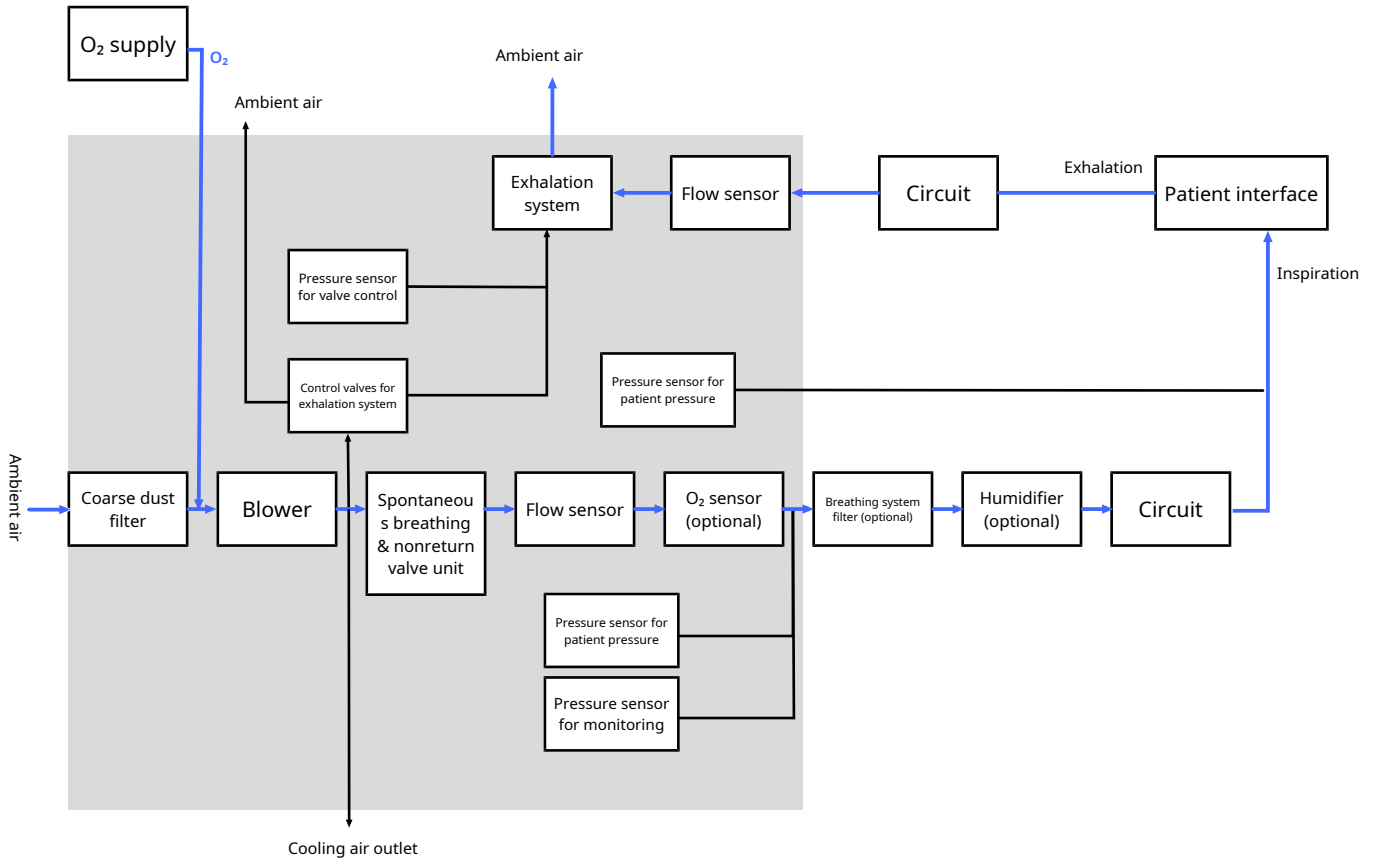 O₂ supply
O₂
Ambient air
Ambient air
Exhalation
system
Flow sensor
Circuit
Exhalation
Patient interface
Inspiration
Pressure sensor
for valve control
Control valves for
exhalation system
Pressure sensor for
patient pressure
Ambient air
Coarse dust
filter
Blower
Spontaneou
s breathing
& nonreturn
valve unit
Flow sensor
O₂ sensor
(optional)
Breathing system
filter (optional)
Humidifier
(optional)
Circuit
Pressure sensor for
patient pressure
Pressure sensor
for monitoring
Cooling air outlet